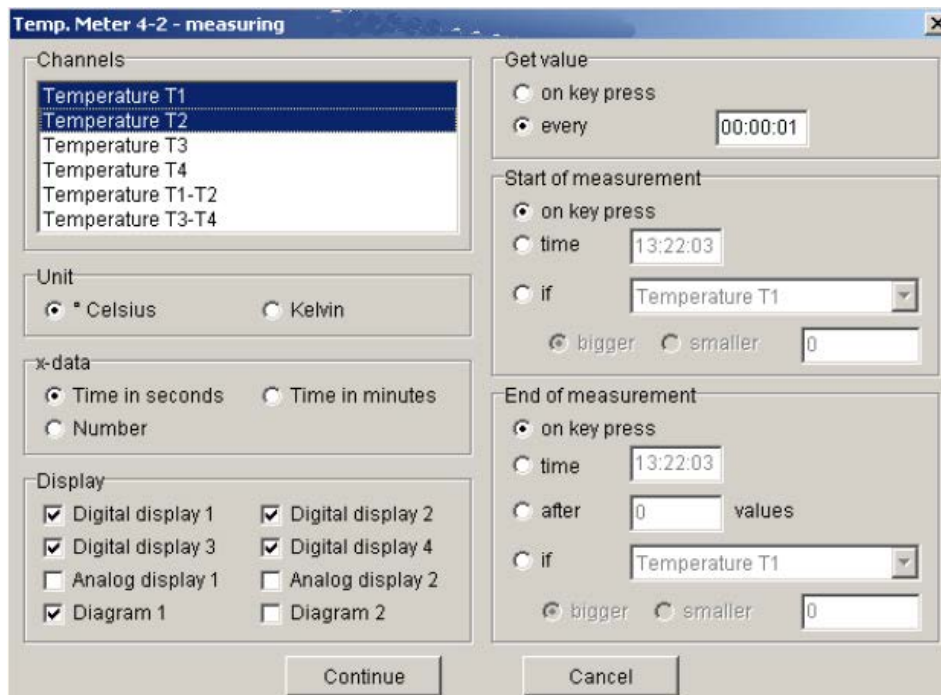 Temp. Meter 4-2 - measuring
Channels
Temperature T1
Temperature T2
Temperature T3
Temperature T4
Temperature T1-T2
Temperature T3-T4
Unit
° Celsius Kelvin
x-data
Time in seconds Time in minutes
Number
Display
Digital display 1 Digital display 2
Digital display 3 Digital display 4
Analog display 1 Analog display 2
Diagram 1 Diagram 2
Get value
on key press
every 00:00:01
Start of measurement
on key press
time 13:22:03
if Temperature T1
bigger smaller 0
End of measurement
on key press
time 13:22:03
after 0 values
if Temperature T1
bigger smaller 0
Continue Cancel